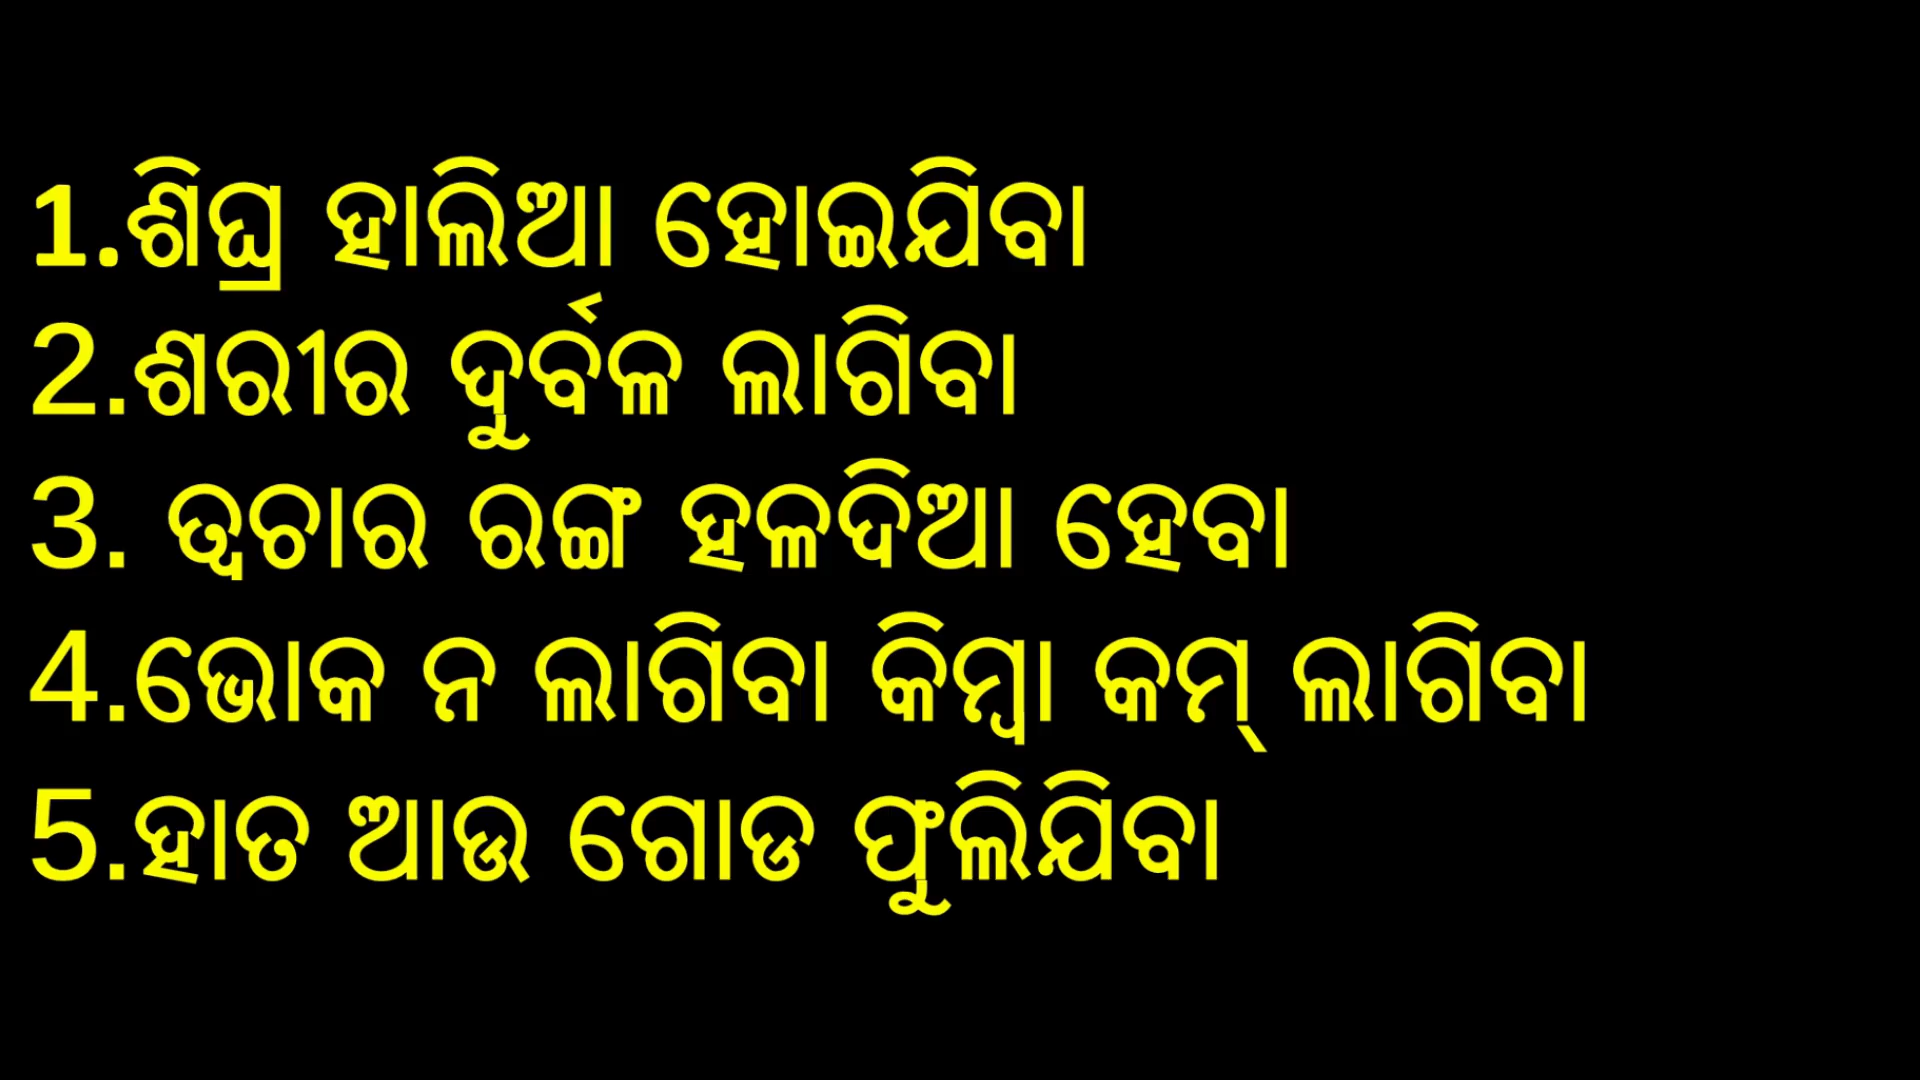 1.ଶିଘ୍ର ହାଲିଆ ହୋଇଯିବା
2.ଶରୀର ଦୁର୍ବଳ ଲାଗିବା
3. ତ୍ୱଚାର ରଙ୍ଗ ହଳଦିଆ ହେବା
4.ଭୋକ ନ ଲାଗିବା କିମ୍ବା କମ୍ ଲାଗିବା
5.ହାତ ଆଉ ଗୋଡ ଫୁଲିଯିବା